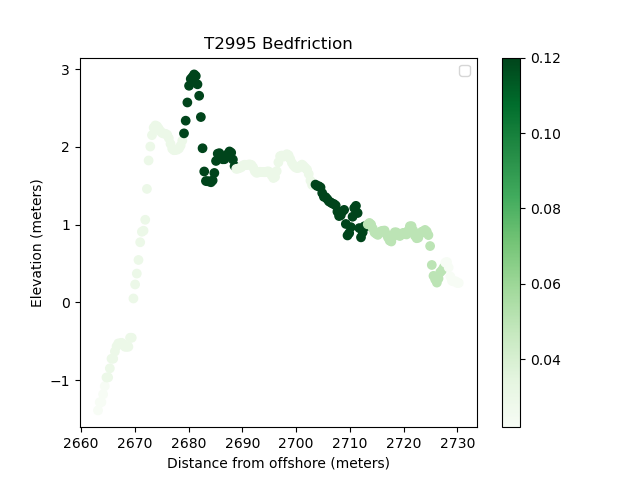 T2995 Bedfriction
3
2
1
0
−1
Elevation (meters)
2660 2670 2680 2690 2700 2710 2720 2730
Distance from offshore (meters)
0.12
0.10
0.08
0.06
0.04